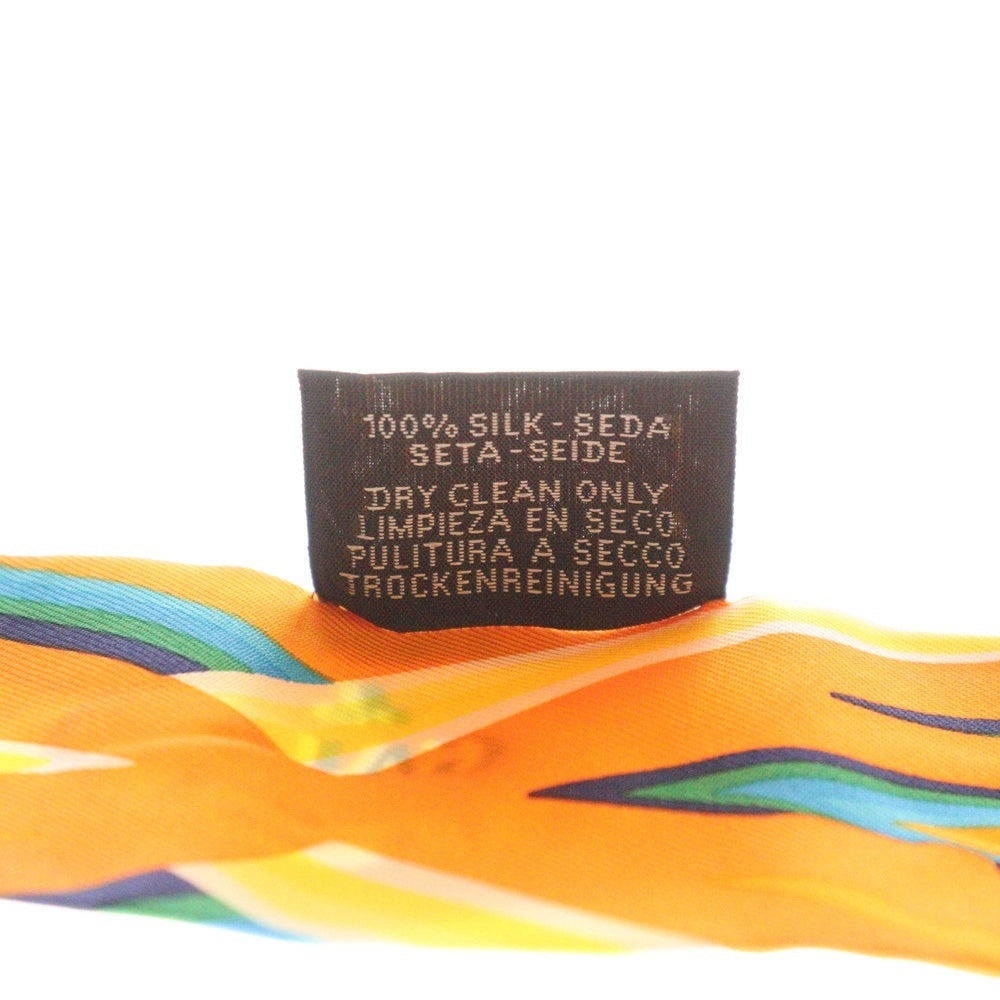 100% SILK - SEDA
SETA - SEIDE
DRY CLEAN ONLY
LIMPIEZA EN SECO
PULITURA A SECCO
TROCKENREINIGUNG